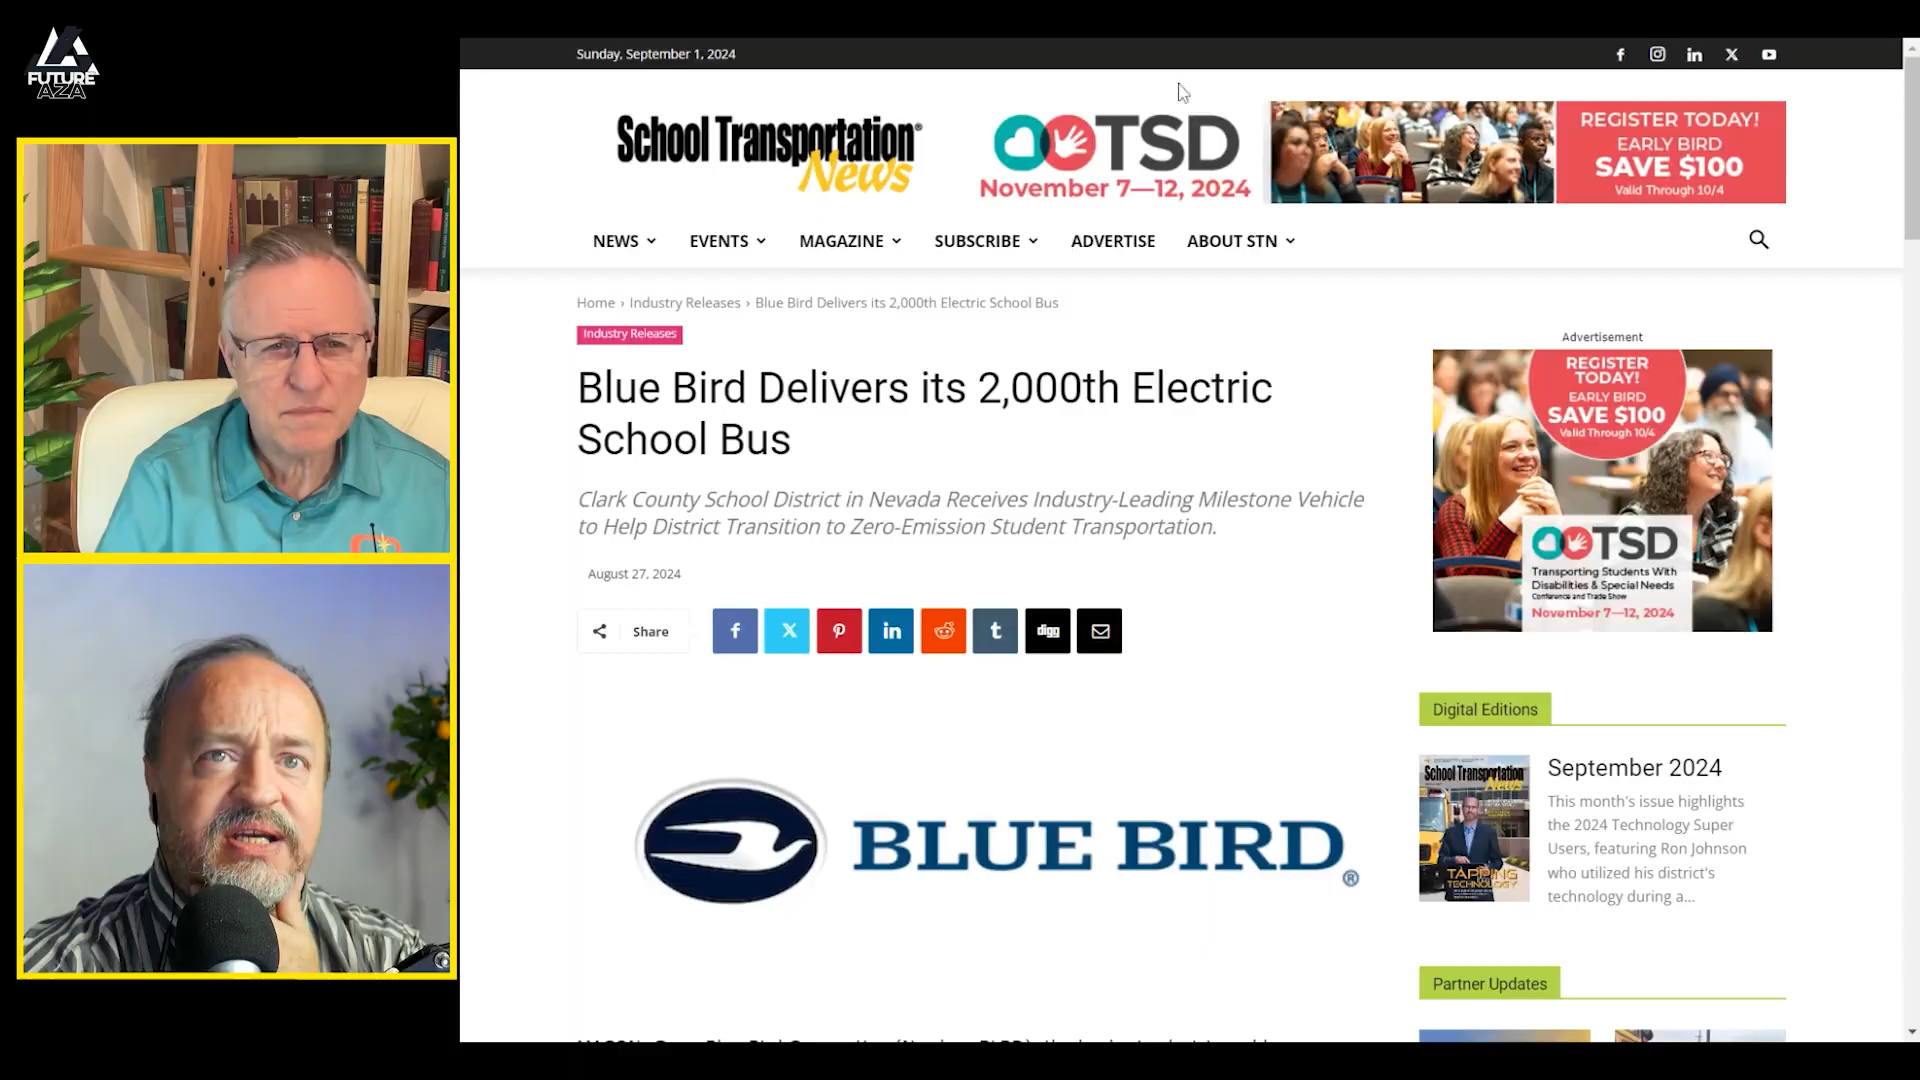 FUTURE
AZA
Sunday, September 1, 2024
School Transportation®
News
TSD
November 7—12, 2024
REGISTER TODAY!
EARLY BIRD
SAVE $100
Valid Through 10/4
NEWS
EVENTS
MAGAZINE
SUBSCRIBE
ADVERTISE
ABOUT STN
Home › Industry Releases › Blue Bird Delivers its 2,000th Electric School Bus
Industry Releases
Blue Bird Delivers its 2,000th Electric
School Bus
Clark County School District in Nevada Receives Industry-Leading Milestone Vehicle
to Help District Transition to Zero-Emission Student Transportation.
August 27, 2024
Share
digg
BLUE BIRD®
Advertisement
REGISTER
TODAY!
EARLY BIRD
SAVE $100
Valid Through 10/4
TSD
Transporting Students With
Disabilities & Special Needs
Conference and Trade Show
November 7—12, 2024
Digital Editions
School Transportation
News
TAPPING
TECHNOLOGY
September 2024
This month's issue highlights
the 2024 Technology Super
Users, featuring Ron Johnson
who utilized his district's
technology during a...
Partner Updates